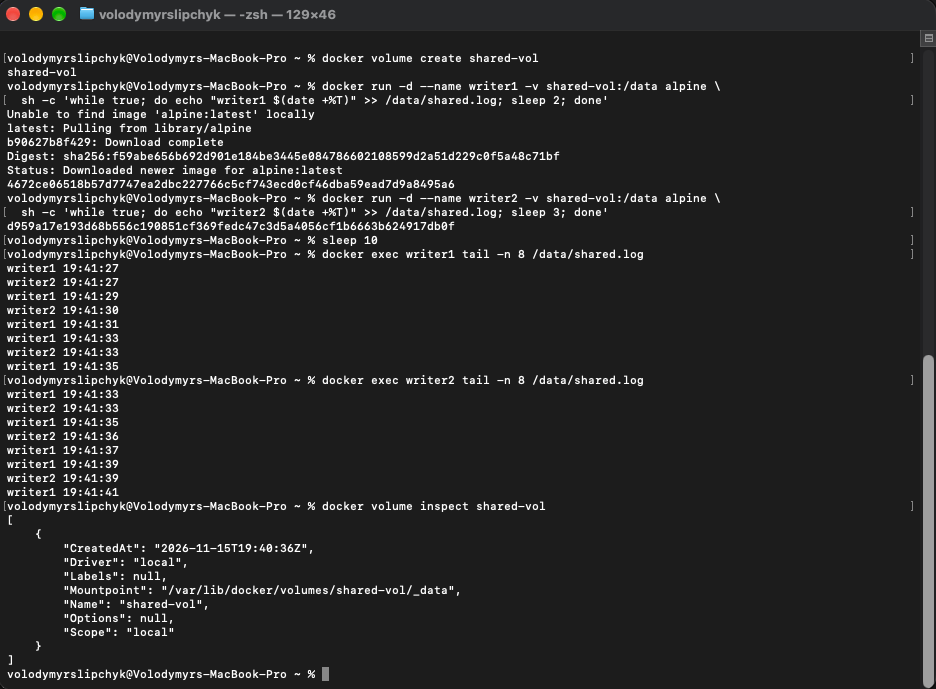 volodymyrslipchyk — -zsh — 129×46
[volodymyrslipchyk@Volodymyrs-MacBook-Pro ~ % docker volume create shared-vol ]
shared-vol
volodymyrslipchyk@Volodymyrs-MacBook-Pro ~ % docker run -d --name writer1 -v shared-vol:/data alpine \
[  sh -c 'while true; do echo "writer1 $(date +%T)" >> /data/shared.log; sleep 2; done' ]
Unable to find image 'alpine:latest' locally
latest: Pulling from library/alpine
b90627b8f429: Download complete
Digest: sha256:f59abe656b692d901e184be3445e084786602108599d2a51d229c0f5a48c71bf
Status: Downloaded newer image for alpine:latest
4672ce06518b57d7747ea2dbc227766c5cf743ecd0cf46dba59ead7d9a8495a6
volodymyrslipchyk@Volodymyrs-MacBook-Pro ~ % docker run -d --name writer2 -v shared-vol:/data alpine \
[  sh -c 'while true; do echo "writer2 $(date +%T)" >> /data/shared.log; sleep 3; done' ]
d959a17e193d68b556c190851cf369fedc47c3d5a4056cf1b6663b624917db0f
[volodymyrslipchyk@Volodymyrs-MacBook-Pro ~ % sleep 10 ]
[volodymyrslipchyk@Volodymyrs-MacBook-Pro ~ % docker exec writer1 tail -n 8 /data/shared.log ]
writer1 19:41:27
writer2 19:41:27
writer1 19:41:29
writer2 19:41:30
writer1 19:41:31
writer1 19:41:33
writer2 19:41:33
writer1 19:41:35
[volodymyrslipchyk@Volodymyrs-MacBook-Pro ~ % docker exec writer2 tail -n 8 /data/shared.log ]
writer1 19:41:33
writer2 19:41:33
writer1 19:41:35
writer2 19:41:36
writer1 19:41:37
writer1 19:41:39
writer2 19:41:39
writer1 19:41:41
[volodymyrslipchyk@Volodymyrs-MacBook-Pro ~ % docker volume inspect shared-vol ]
[
    {
        "CreatedAt": "2026-11-15T19:40:36Z",
        "Driver": "local",
        "Labels": null,
        "Mountpoint": "/var/lib/docker/volumes/shared-vol/_data",
        "Name": "shared-vol",
        "Options": null,
        "Scope": "local"
    }
]
volodymyrslipchyk@Volodymyrs-MacBook-Pro ~ %